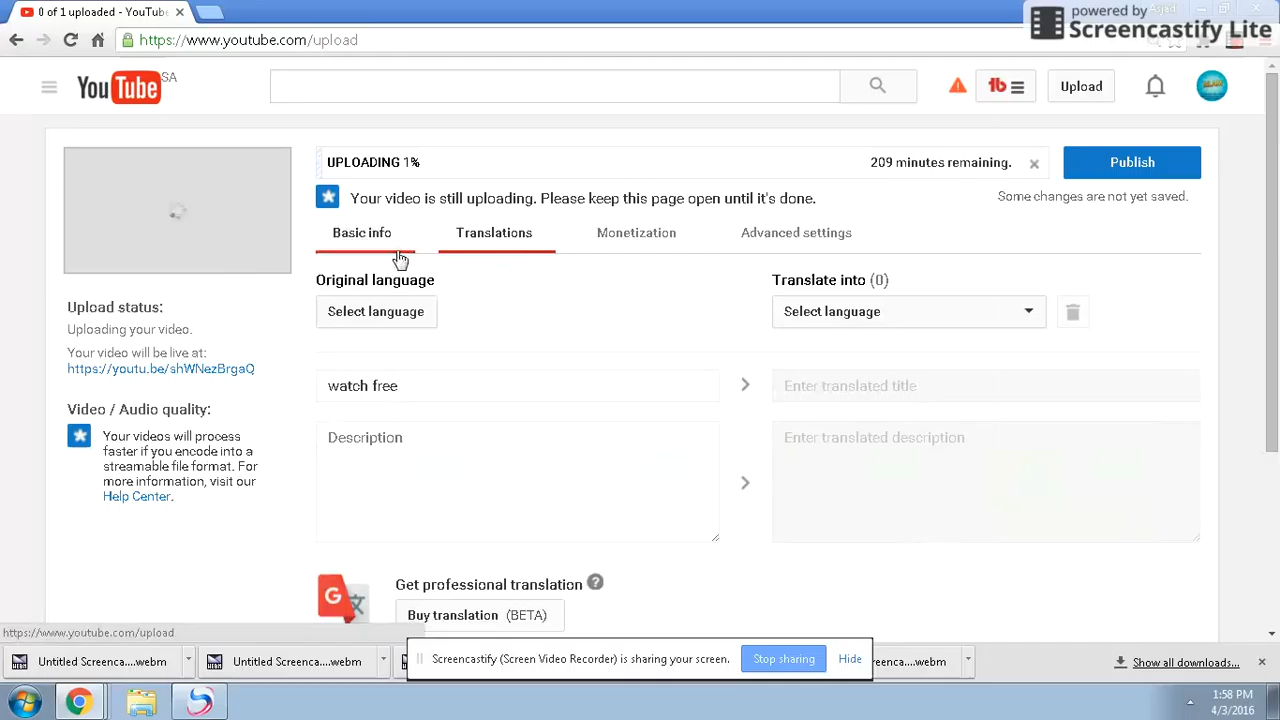 0 of 1 uploaded - YouTub
powered by
Screencastify Lite
https://www.youtube.com/upload
YouTube SA
Upload
UPLOADING 1%
209 minutes remaining.
Publish
Your video is still uploading. Please keep this page open until it's done.
Some changes are not yet saved.
Basic info
Translations
Monetization
Advanced settings
Original language
Translate into (0)
Select language
Select language
Upload status:
Uploading your video.
Your video will be live at:
https://youtu.be/shWNezBrgaQ
watch free
Enter translated title
Video / Audio quality:
Your videos will process
faster if you encode into a
streamable file format. For
more information, visit our
Help Center.
Description
Enter translated description
Get professional translation ?
Buy translation (BETA)
https://www.youtube.com/upload
Untitled Screenca....webm
Untitled Screenca....webm
Screencastify (Screen Video Recorder) is sharing your screen.
Stop sharing
Hide
creenca....webm
Show all downloads...
1:58 PM
4/3/2016